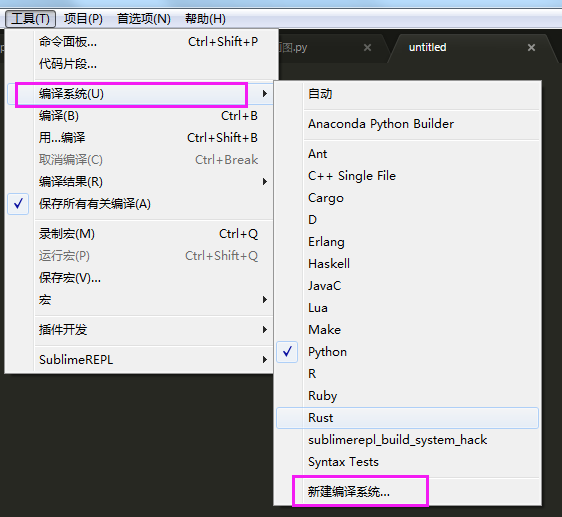 工具(T) 项目(P) 首选项(N) 帮助(H)
图.py × untitled ×
命令面板... Ctrl+Shift+P
代码片段...
编译系统(U)
编译(B) Ctrl+B
用...编译 Ctrl+Shift+B
取消编译(C) Ctrl+Break
编译结果(R)
保存所有有关编译(A)
录制宏(M) Ctrl+Q
运行宏(P) Ctrl+Shift+Q
保存宏(V)...
宏
插件开发
SublimeREPL
自动
Anaconda Python Builder
Ant
C++ Single File
Cargo
D
Erlang
Haskell
JavaC
Lua
Make
Python
R
Ruby
Rust
sublimerepl_build_system_hack
Syntax Tests
新建编译系统...